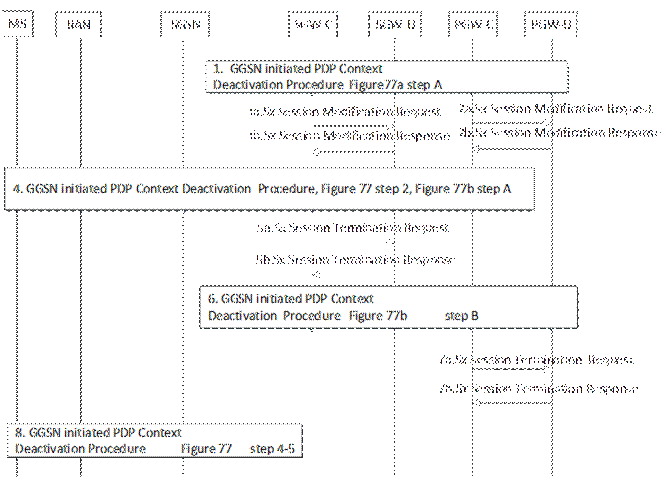 MS RAN SGSN SGW-C SGW-U PGW-C PGW-U
1. GGSN initiated PDP Context
Deactivation Procedure Figure77a step A
Sx Session Modification Request
2a.Sx Session Modification Request
Sx Session Modification Response
2b.Sx Session Modification Response
4. GGSN initiated PDP Context Deactivation Procedure, Figure 77 step 2, Figure 77b step A
5a.Sx Session Termination Request
5b.Sx Session Termination Response
6. GGSN initiated PDP Context
Deactivation Procedure Figure 77b step B
7a.Sx Session Termination Request
7b.Sx Session Termination Response
8. GGSN initiated PDP Context
Deactivation Procedure Figure 77 step 4-5